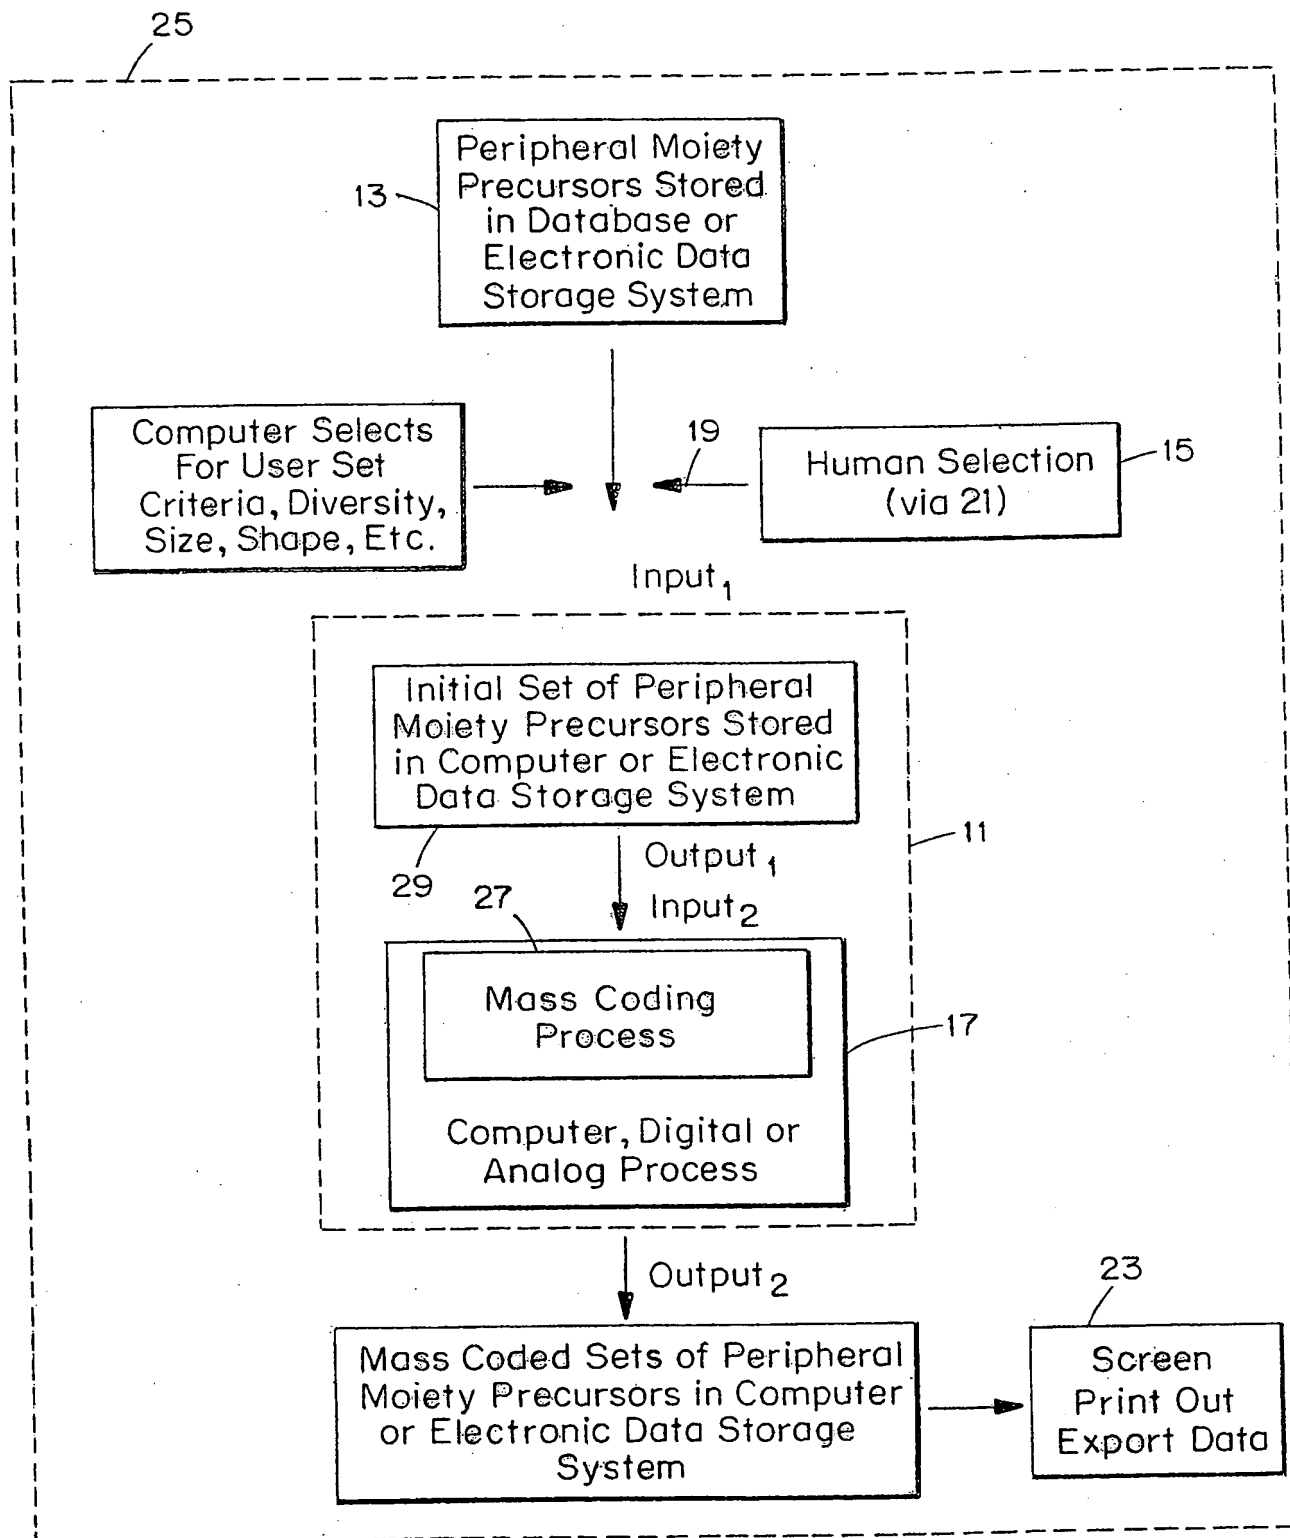 25
Peripheral Moiety
Precursors Stored
in Database or
Electronic Data
Storage System
13
Computer Selects
For User Set
Criteria, Diversity,
Size, Shape, Etc.
19
Human Selection
(via 21)
15
Input1
Initial Set of Peripheral
Moiety Precursors Stored
in Computer or Electronic
Data Storage System
11
29
Output1
27
Input2
Mass Coding
Process
17
Computer, Digital or
Analog Process
Output2
23
Mass Coded Sets of Peripheral
Moiety Precursors in Computer
or Electronic Data Storage
System
Screen
Print Out
Export Data